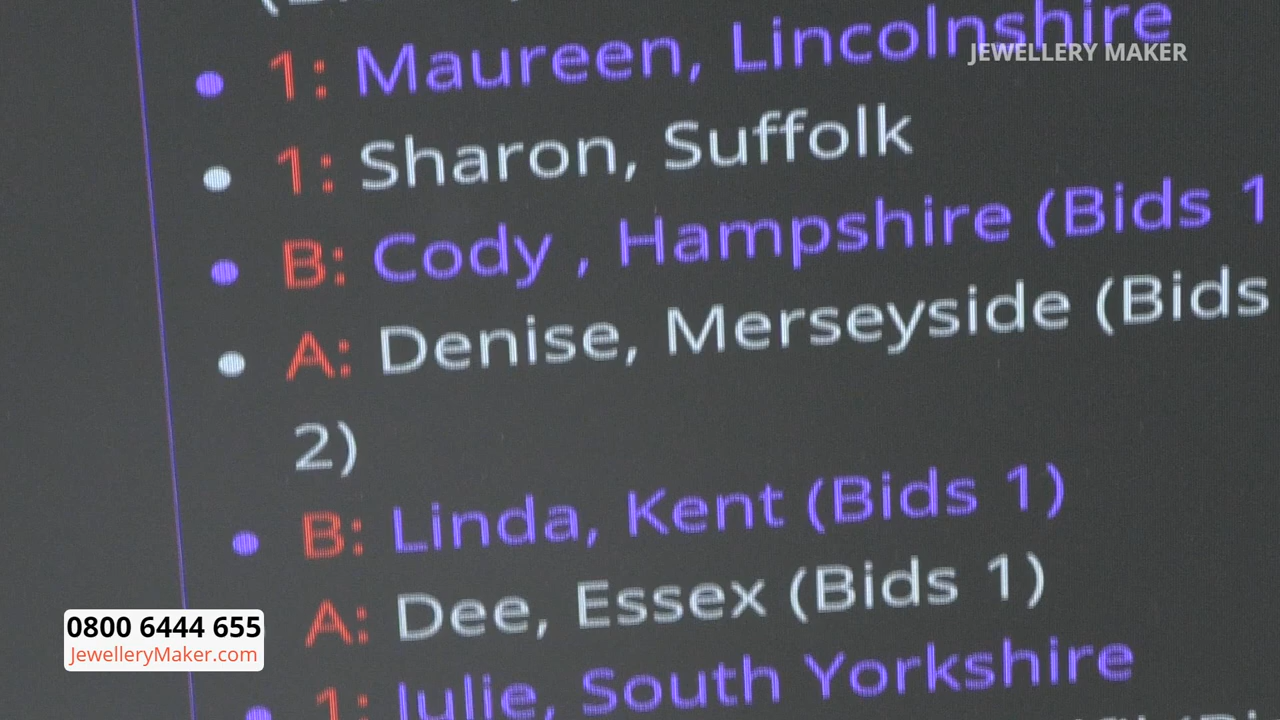 1: Maureen, Lincolnshire
JEWELLERY MAKER
1: Sharon, Suffolk
B: Cody , Hampshire (Bids 1
A: Denise, Merseyside (Bids
2)
B: Linda, Kent (Bids 1)
A: Dee, Essex (Bids 1)
1: Julie, South Yorkshire
0800 6444 655
JewelleryMaker.com